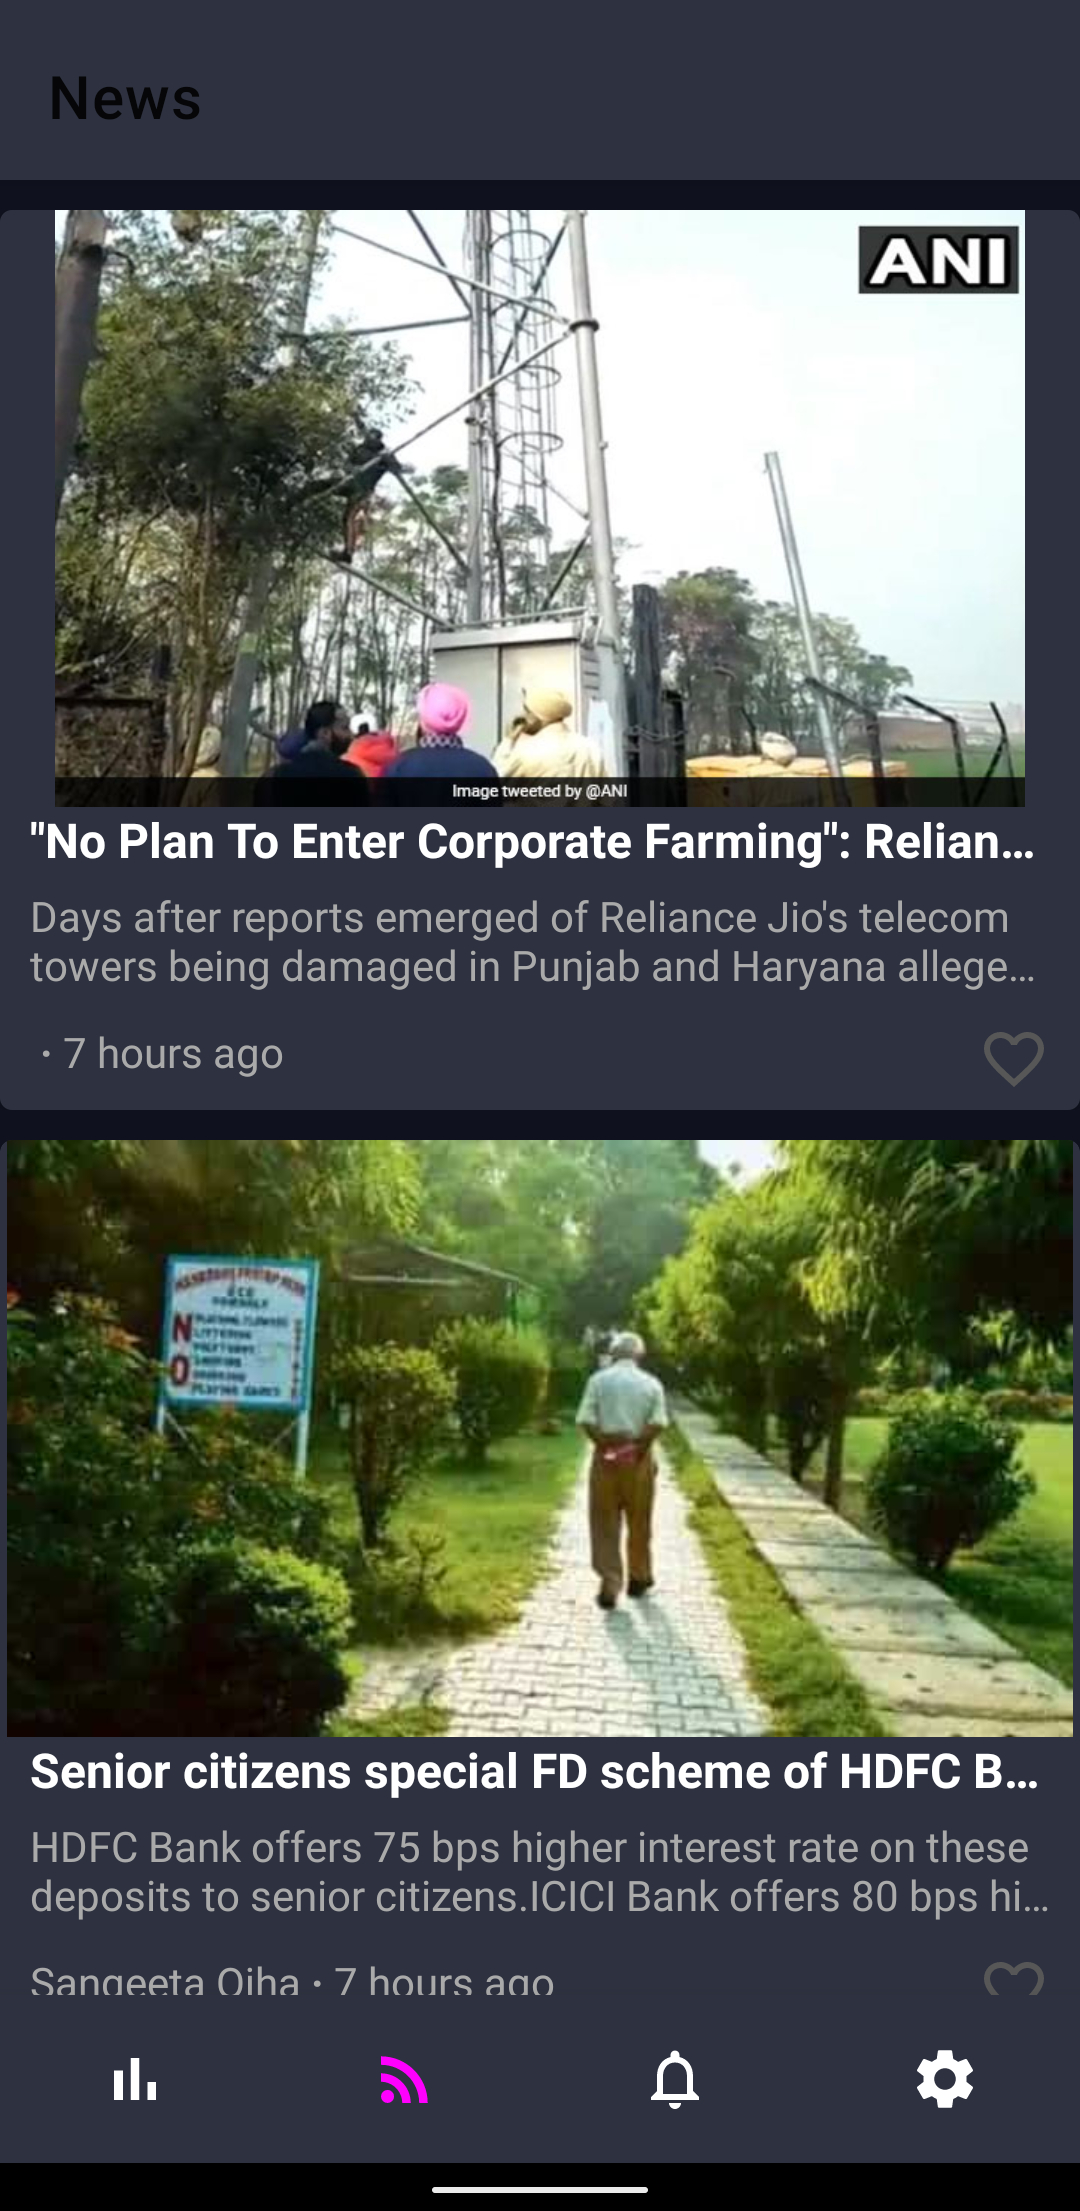 News
ANI
Image tweeted by @ANI
"No Plan To Enter Corporate Farming": Relian...
Days after reports emerged of Reliance Jio's telecom
towers being damaged in Punjab and Haryana allege...
· 7 hours ago
N
O
Senior citizens special FD scheme of HDFC B...
HDFC Bank offers 75 bps higher interest rate on these
deposits to senior citizens.ICICI Bank offers 80 bps hi...
Sangeeta Ojha · 7 hours ago